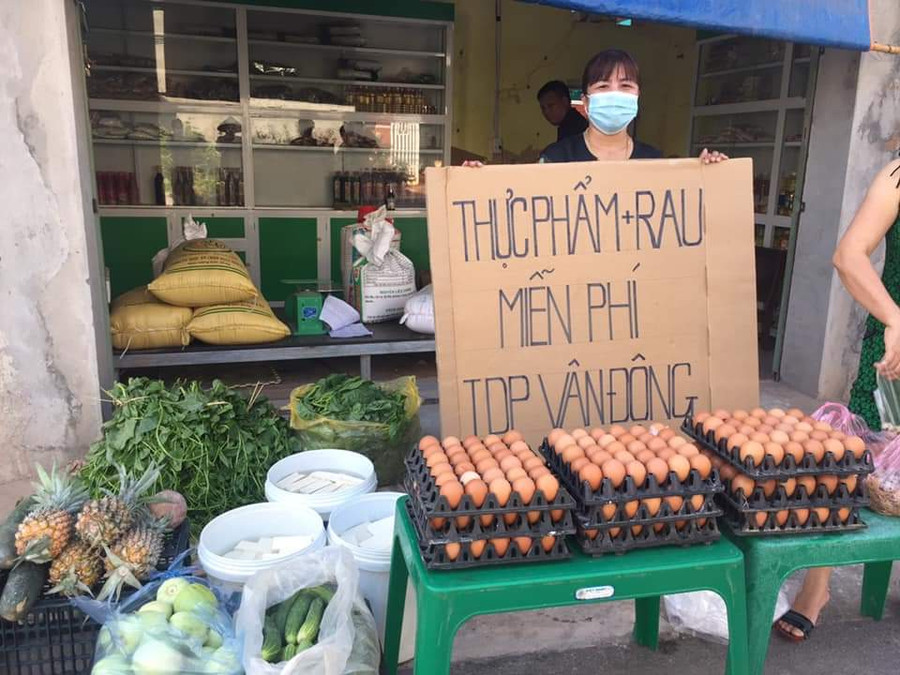 THỰC PHẨM + RAU
MIỄN PHÍ
TDP VÂN ĐÔNG